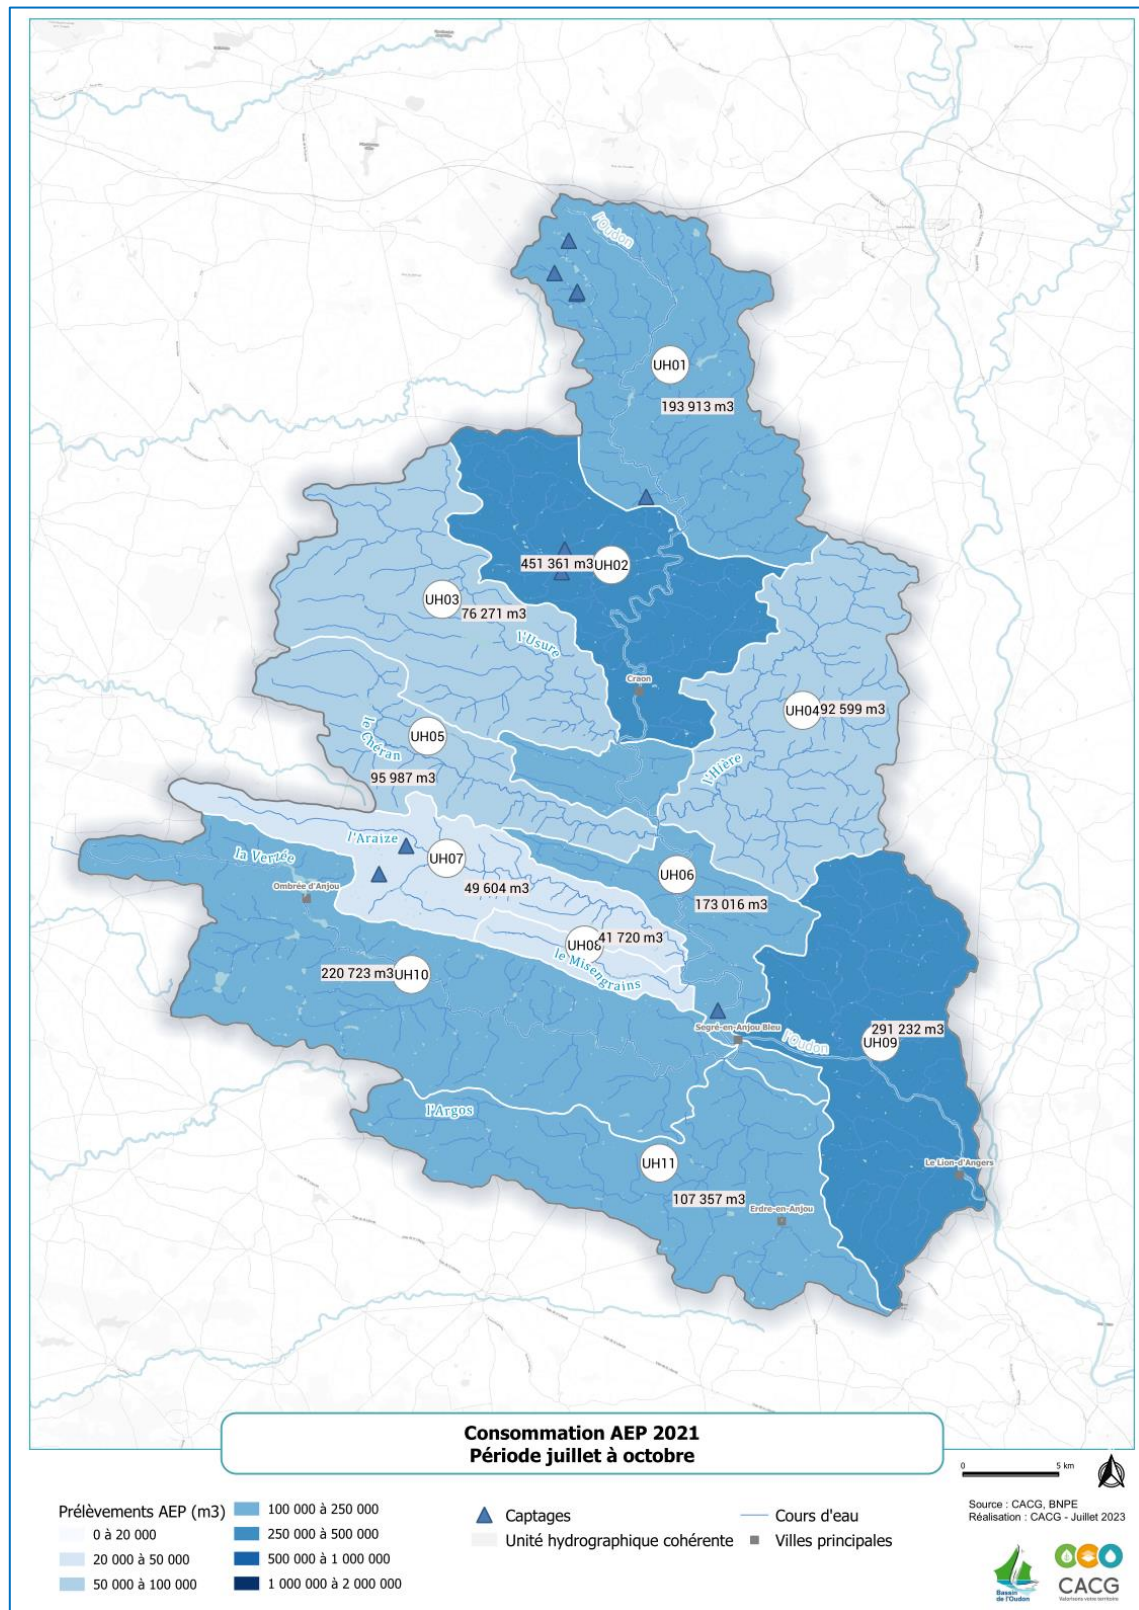 l'Oudon
UH01
193 913 m3
451 361 m3
UH02
UH03
76 271 m3
l'Usure
Craon
UH04
92 599 m3
UH05
le Chéran
95 987 m3
l'Hière
l'Araize
la Verzée
UH07
UH06
Ombrée d'Anjou
49 604 m3
173 016 m3
UH08
41 720 m3
le Misengrains
220 723 m3
UH10
Segré-en-Anjou Bleu
l'Oudon
291 232 m3
UH09
l'Argos
UH11
Le Lion-d'Angers
107 357 m3
Erdre-en-Anjou
Consommation AEP 2021
Période juillet à octobre
0 5 km
Prélèvements AEP (m3)
0 à 20 000
20 000 à 50 000
50 000 à 100 000
100 000 à 250 000
250 000 à 500 000
500 000 à 1 000 000
1 000 000 à 2 000 000
Captages
Unité hydrographique cohérente
Cours d'eau
Villes principales
Source : CACG, BNPE
Réalisation : CACG - Juillet 2023
Bassin
de l'Oudon
CACG
Valorisons votre territoire